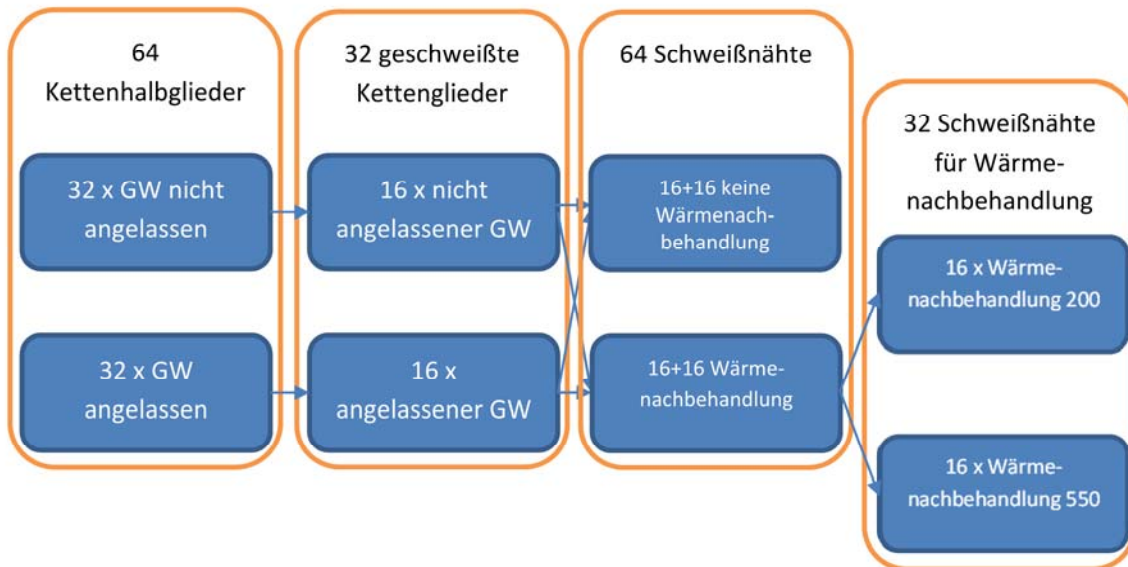 64
Kettenhalbglieder
32 x GW nicht
angelassen
32 x GW
angelassen
32 geschweißte
Kettenglieder
16 x nicht
angelassener GW
16 x
angelassener GW
64 Schweißnähte
16+16 keine
Wärmenach-
behandlung
16+16 Wärme-
nachbehandlung
32 Schweißnähte
für Wärme-
nachbehandlung
16 x Wärme-
nachbehandlung 200
16 x Wärme-
nachbehandlung 550